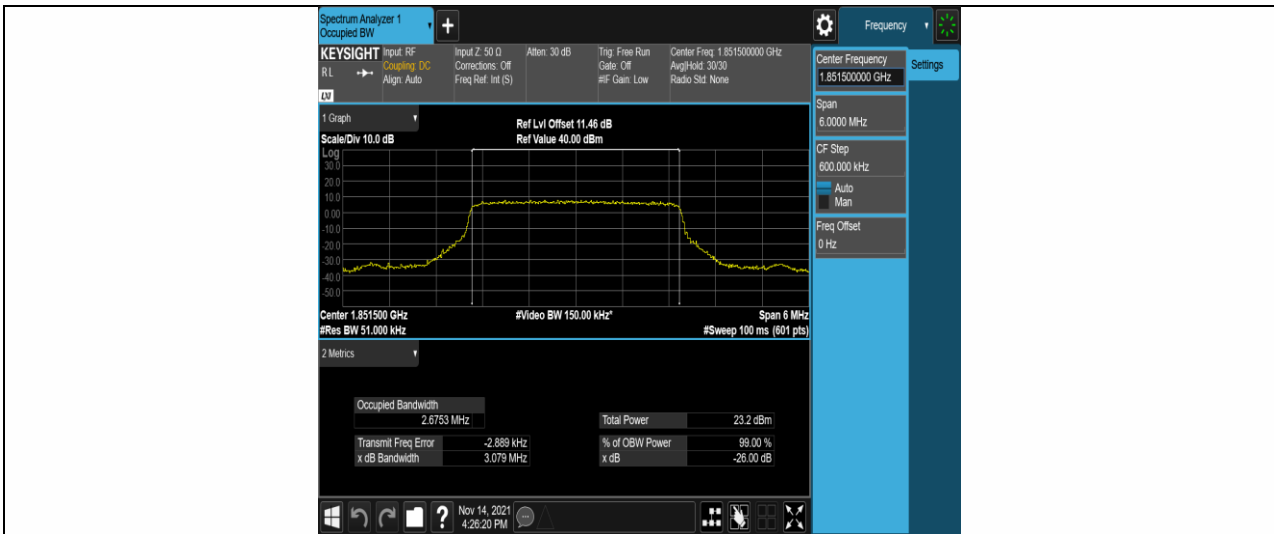 Spectrum Analyzer 1
Occupied BW
+
Frequency
KEYSIGHT
RL
LXI
Input: RF
Coupling: DC
Align: Auto
Input Z: 50 Ω
Corrections: Off
Freq Ref: Int (S)
Atten: 30 dB
Trig: Free Run
Gate: Off
#IF Gain: Low
Center Freq: 1.851500000 GHz
Avg|Hold: 30/30
Radio Std: None
Center Frequency
1.851500000 GHz
Settings
Span
6.0000 MHz
CF Step
600.000 kHz
Auto
Man
Freq Offset
0 Hz
1 Graph
Scale/Div 10.0 dB
Ref Lvl Offset 11.46 dB
Ref Value 40.00 dBm
Log
30.0
20.0
10.0
0.00
-10.0
-20.0
-30.0
-40.0
-50.0
Center 1.851500 GHz
#Video BW 150.00 kHz*
Span 6 MHz
#Res BW 51.000 kHz
#Sweep 100 ms (601 pts)
2 Metrics
Occupied Bandwidth
2.6753 MHz
Total Power 23.2 dBm
Transmit Freq Error -2.889 kHz
% of OBW Power 99.00 %
x dB Bandwidth 3.079 MHz
x dB -26.00 dB
?
Nov 14, 2021
4:26:20 PM